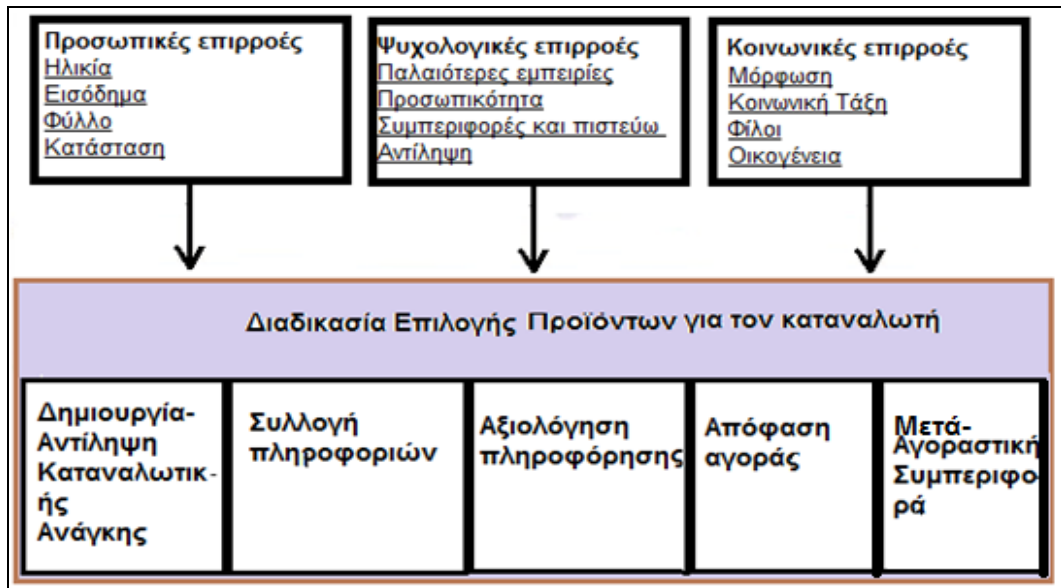 Προσωπικές επιρροές
Ηλικία
Εισόδημα
Φύλλο
Κατάσταση
Ψυχολογικές επιρροές
Παλαιότερες εμπειρίες
Προσωπικότητα
Συμπεριφορές και πιστεύω
Αντίληψη
Κοινωνικές επιρροές
Μόρφωση
Κοινωνική Τάξη
Φίλοι
Οικογένεια
Διαδικασία Επιλογής Προϊόντων για τον καταναλωτή
Δημιουργία-
Αντίληψη
Καταναλωτικ-
ής
Ανάγκης
Συλλογή
πληροφοριών
Αξιολόγηση
πληροφόρησης
Απόφαση
αγοράς
Μετά-
Αγοραστική
Συμπεριφο
ρά